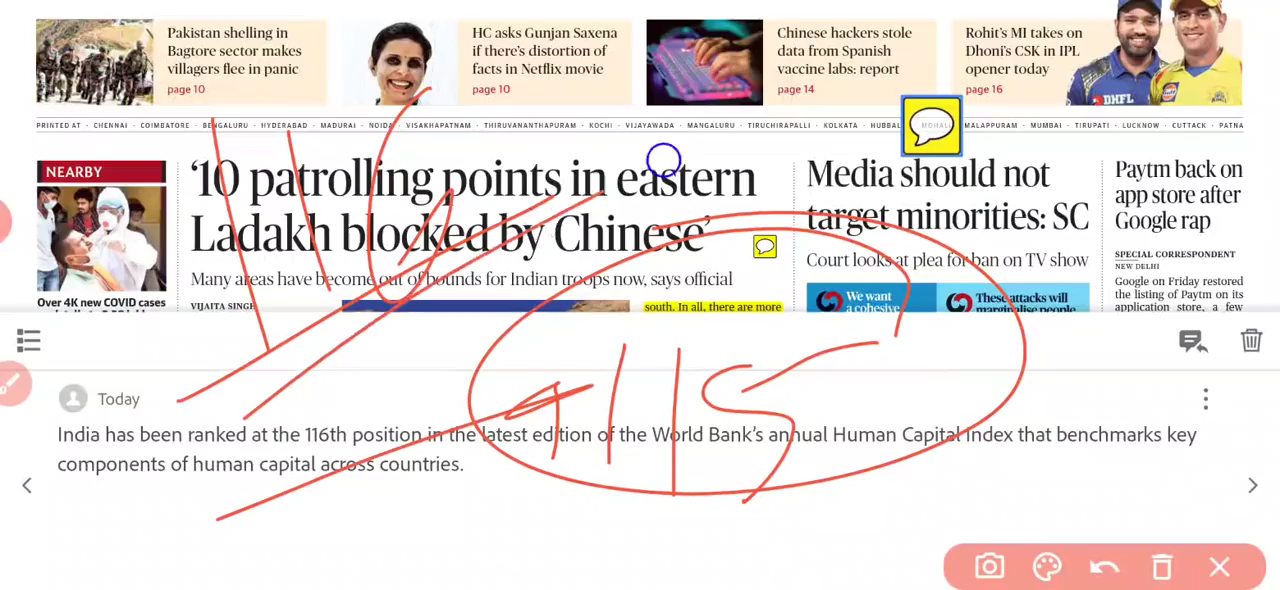 Pakistan shelling in
Bagtore sector makes
villagers flee in panic
page 10
HC asks Gunjan Saxena
if there's distortion of
facts in Netflix movie
page 10
Chinese hackers stole
data from Spanish
vaccine labs: report
page 14
Rohit's MI takes on
Dhoni's CSK in IPL
opener today
page 16
DHFL
PRINTED AT · CHENNAI · COIMBATORE · BENGALURU · HYDERABAD · MADURAI · NOIDA · VISAKHAPATNAM · THIRUVANANTHAPURAM · KOCHI · VIJAYAWADA · MANGALURU · TIRUCHIRAPALLI · KOLKATA · HUBBAL MOHALI MALAPPURAM · MUMBAI · TIRUPATI · LUCKNOW · CUTTACK · PATNA
NEARBY
Over 4K new COVID cases
'10 patrolling points in eastern
Ladakh blocked by Chinese'
Many areas have become out of bounds for Indian troops now, says official
VIJAITA SINGH
south. In all, there are more
Media should not
target minorities: SC
Court looks at plea for ban on TV show
We want
a cohesive
These attacks will
marginalise people
Paytm back on
app store after
Google rap
SPECIAL CORRESPONDENT
NEW DELHI
Google on Friday restored
the listing of Paytm on its
application store, a few
116
115
Today
India has been ranked at the 116th position in the latest edition of the World Bank's annual Human Capital Index that benchmarks key
components of human capital across countries.